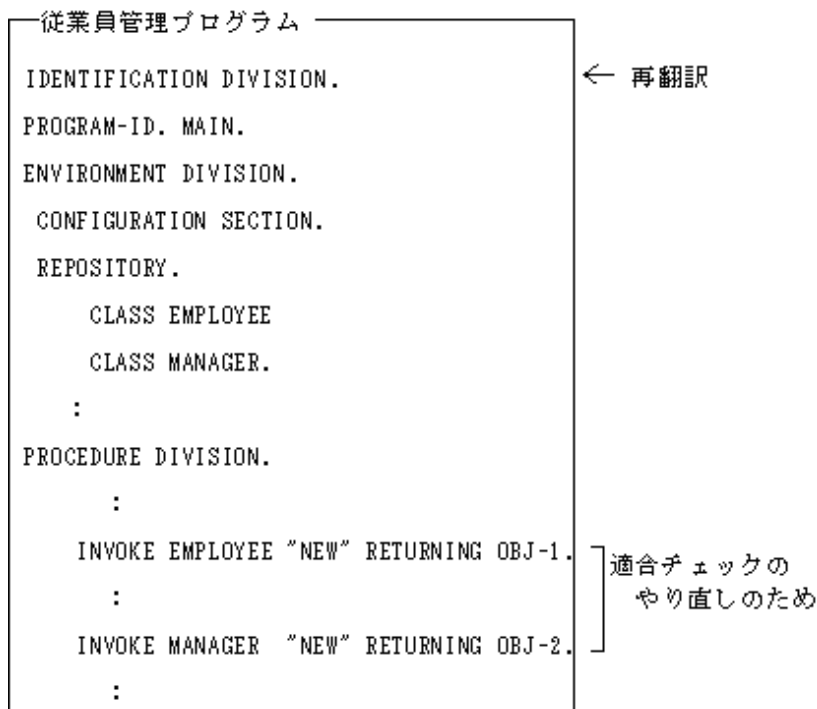 従業員管理プログラム
IDENTIFICATION DIVISION.
← 再翻訳
PROGRAM-ID. MAIN.
ENVIRONMENT DIVISION.
CONFIGURATION SECTION.
REPOSITORY.
CLASS EMPLOYEE
CLASS MANAGER.
:
PROCEDURE DIVISION.
:
INVOKE EMPLOYEE "NEW" RETURNING OBJ-1.
適合チェックの
:
やり直しのため
INVOKE MANAGER "NEW" RETURNING OBJ-2.
: